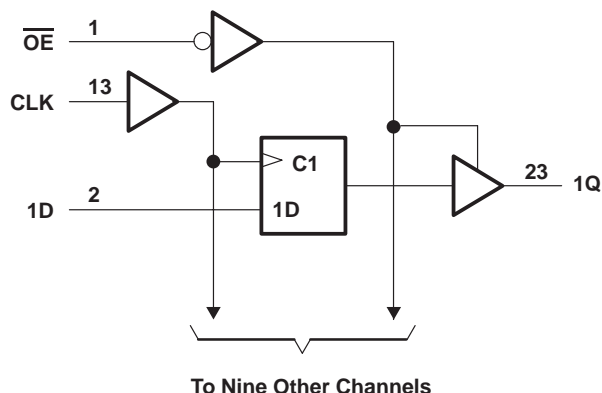 OE 1
CLK 13
C1
1D 2
1D
23 1Q
To Nine Other Channels